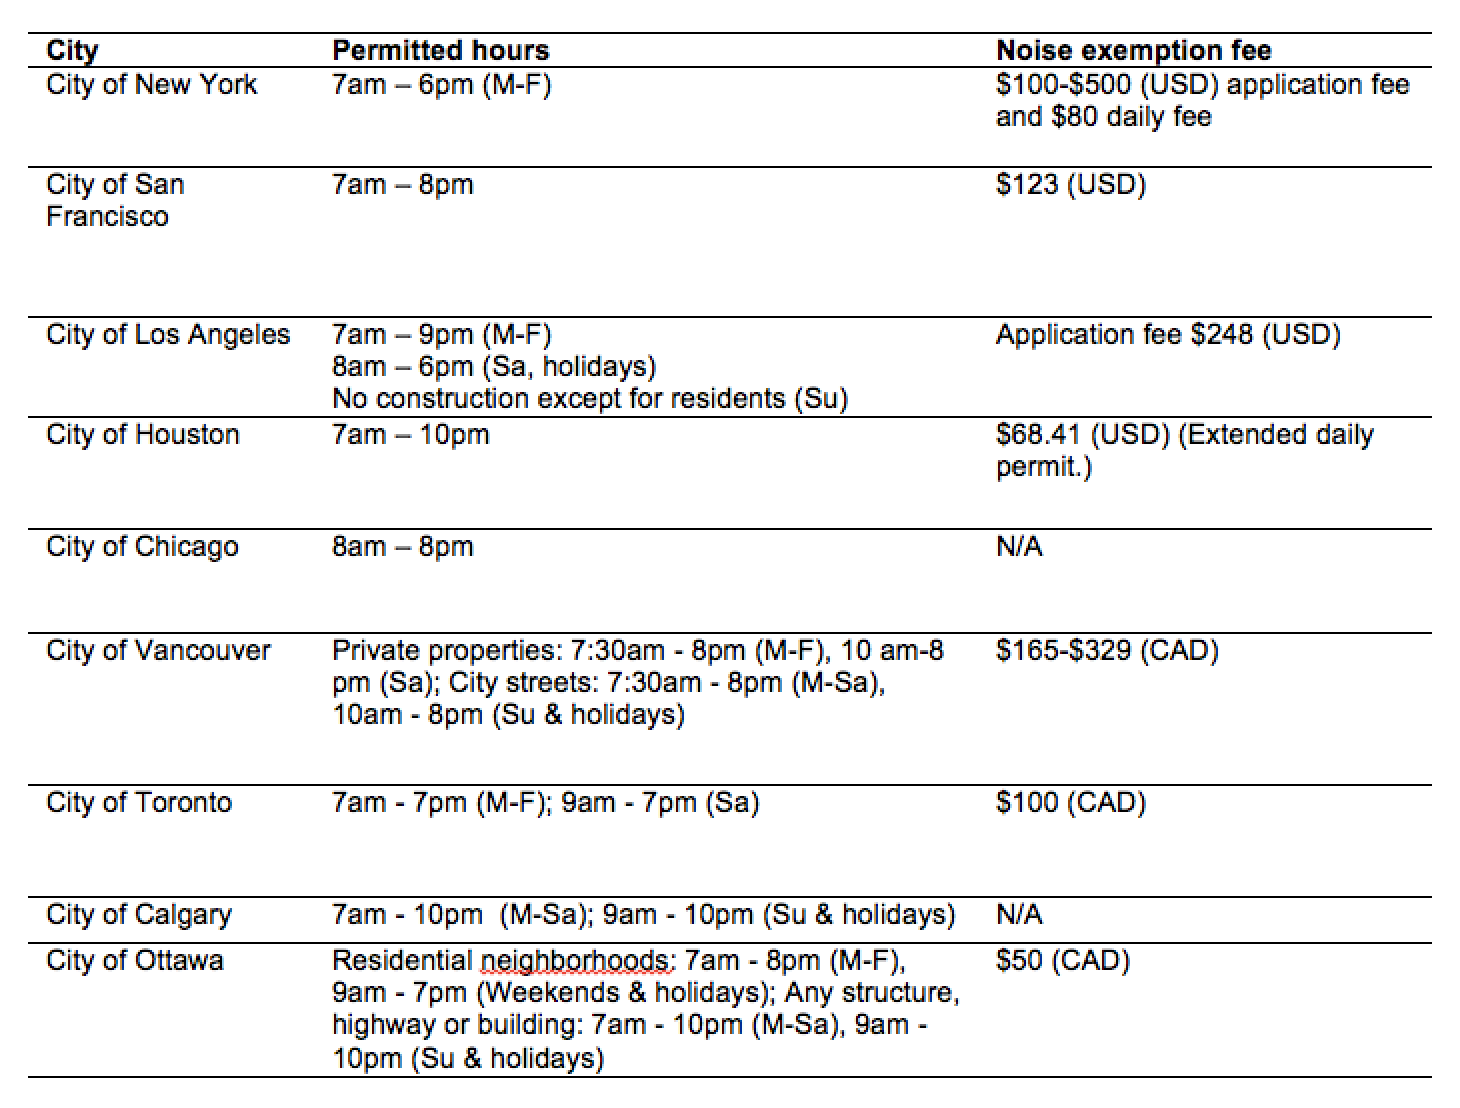 City Permitted hours Noise exemption fee
City of New York 7am – 6pm (M-F) $100-$500 (USD) application fee
and $80 daily fee
City of San 7am – 8pm $123 (USD)
Francisco
City of Los Angeles 7am – 9pm (M-F) Application fee $248 (USD)
8am – 6pm (Sa, holidays)
No construction except for residents (Su)
City of Houston 7am – 10pm $68.41 (USD) (Extended daily
permit.)
City of Chicago 8am – 8pm N/A
City of Vancouver Private properties: 7:30am - 8pm (M-F), 10 am-8 $165-$329 (CAD)
pm (Sa); City streets: 7:30am - 8pm (M-Sa),
10am - 8pm (Su & holidays)
City of Toronto 7am - 7pm (M-F); 9am - 7pm (Sa) $100 (CAD)
City of Calgary 7am - 10pm  (M-Sa); 9am - 10pm (Su & holidays) N/A
City of Ottawa Residential neighborhoods: 7am - 8pm (M-F), $50 (CAD)
9am - 7pm (Weekends & holidays); Any structure,
highway or building: 7am - 10pm (M-Sa), 9am -
10pm (Su & holidays)